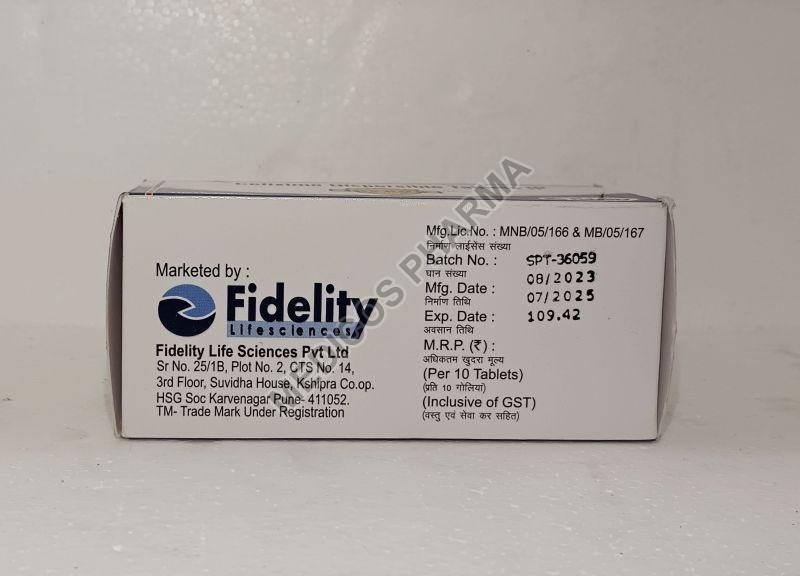 Cefixime Dispersible
Marketed by :
Fidelity
Lifesciences
Fidelity Life Sciences Pvt Ltd
Sr No. 25/1B, Plot No. 2, CTS No. 14,
3rd Floor, Suvidha House, Kshipra Co.op.
HSG Soc Karvenagar Pune- 411052.
TM- Trade Mark Under Registration
Mfg.Lic.No. : MNB/05/166 & MB/05/167
निर्माण लाईसेंस संख्या
Batch No. : SPT-36059
घान संख्या
08/2023
Mfg. Date :
07/2025
निर्माण तिथि
Exp. Date : 109.42
अवसान तिथि
M.R.P. (₹) :
अधिकतम खुदरा मूल्य
(Per 10 Tablets)
(प्रति 10 गोलियां)
(Inclusive of GST)
(वस्तु एवं सेवा कर सहित)
MEDICOS PHARMA